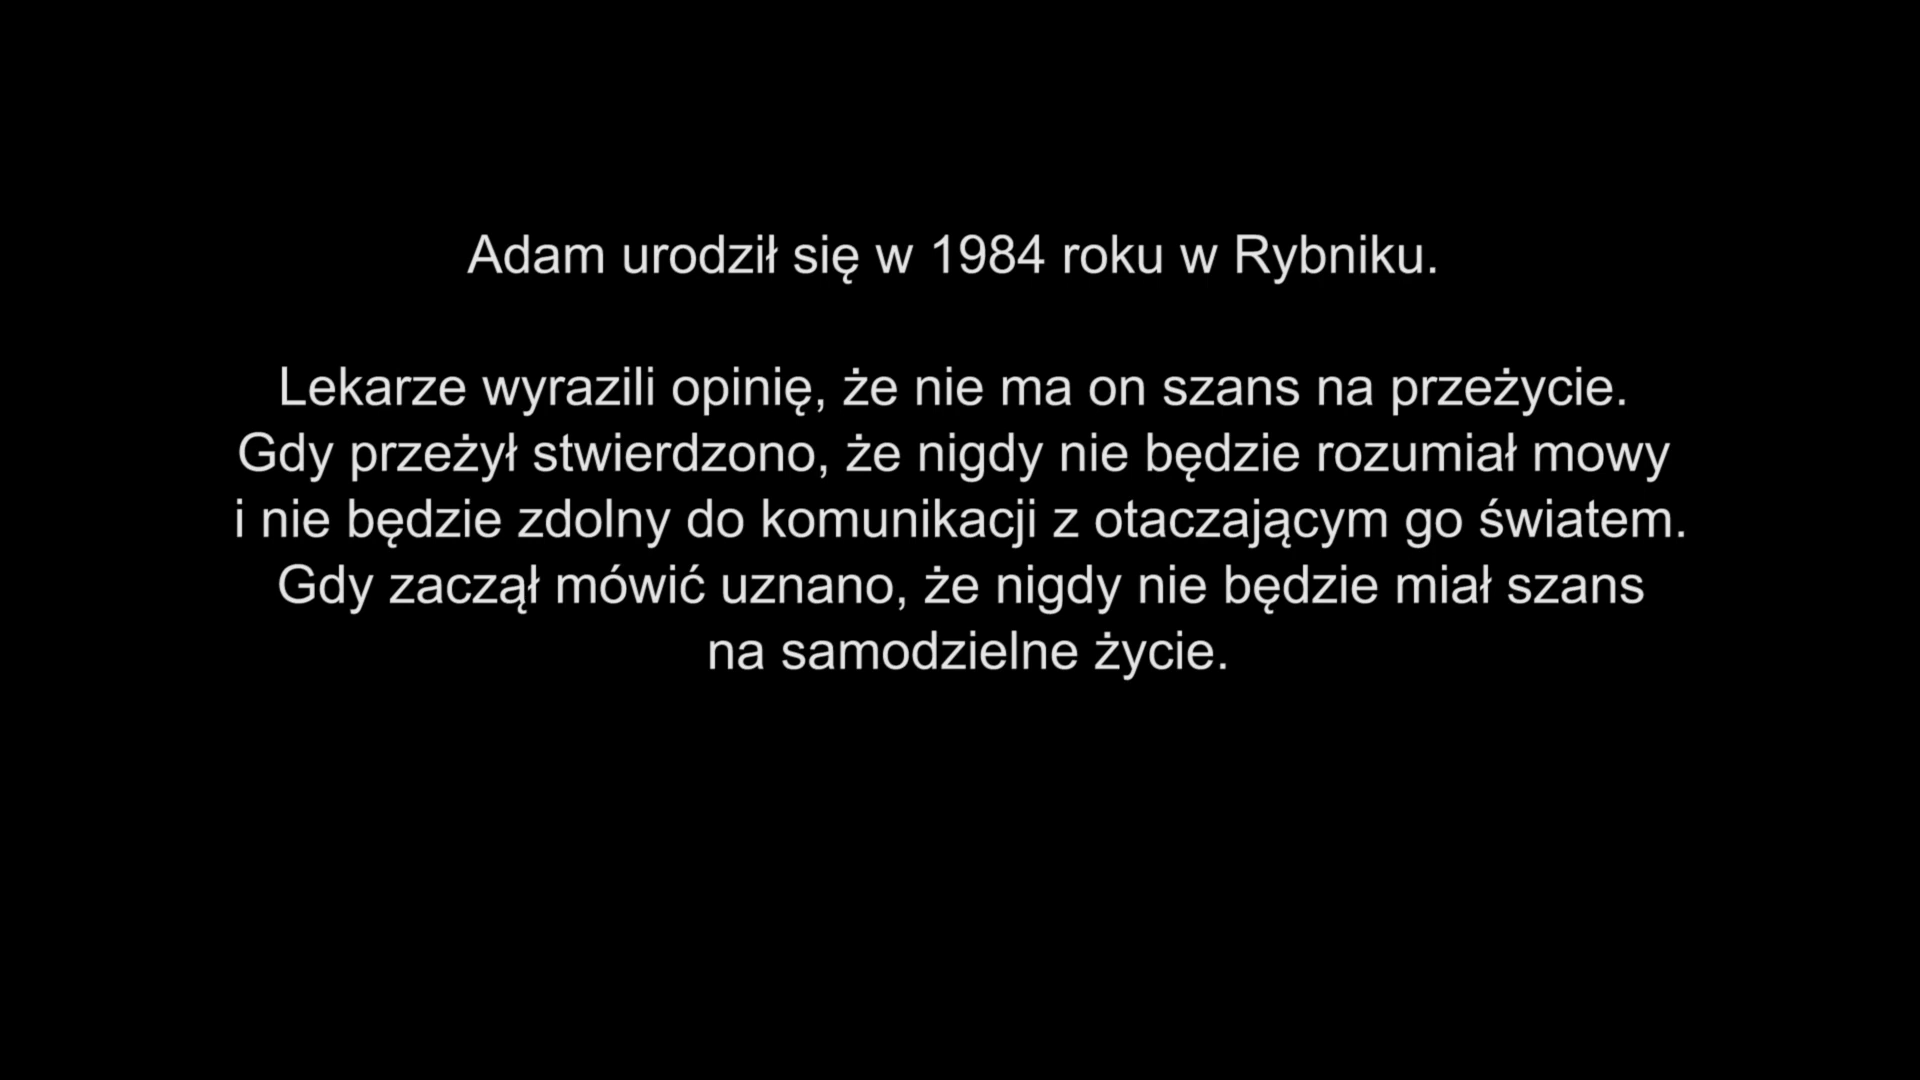 Adam urodził się w 1984 roku w Rybniku.
Lekarze wyrazili opinię, że nie ma on szans na przeżycie.
Gdy przeżył stwierdzono, że nigdy nie będzie rozumiał mowy
i nie będzie zdolny do komunikacji z otaczającym go światem.
Gdy zaczął mówić uznano, że nigdy nie będzie miał szans
na samodzielne życie.